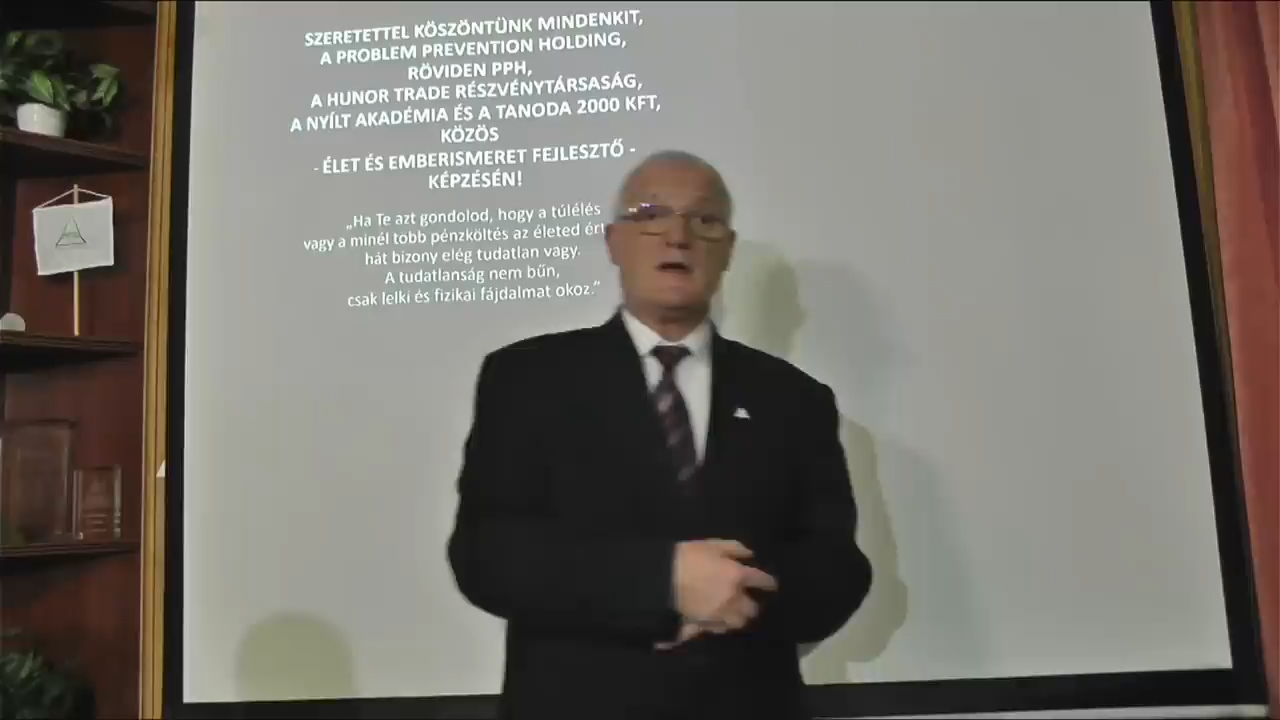 SZERETETTEL KÖSZÖNTÜNK MINDENKIT,
A PROBLEM PREVENTION HOLDING,
RÖVIDEN PPH,
A HUNOR TRADE RÉSZVÉNYTÁRSASÁG,
A NYÍLT AKADÉMIA ÉS A TANODA 2000 KFT,
KÖZÖS
- ÉLET ÉS EMBERISMERET FEJLESZTŐ -
KÉPZÉSÉN!
„Ha Te azt gondolod, hogy a túlélés
vagy a minél több pénzköltés az életed
hát bizony elég tudatlan vagy.
A tudatlanság nem bűn,
csak lelki és fizikai fájdalmat okoz.”